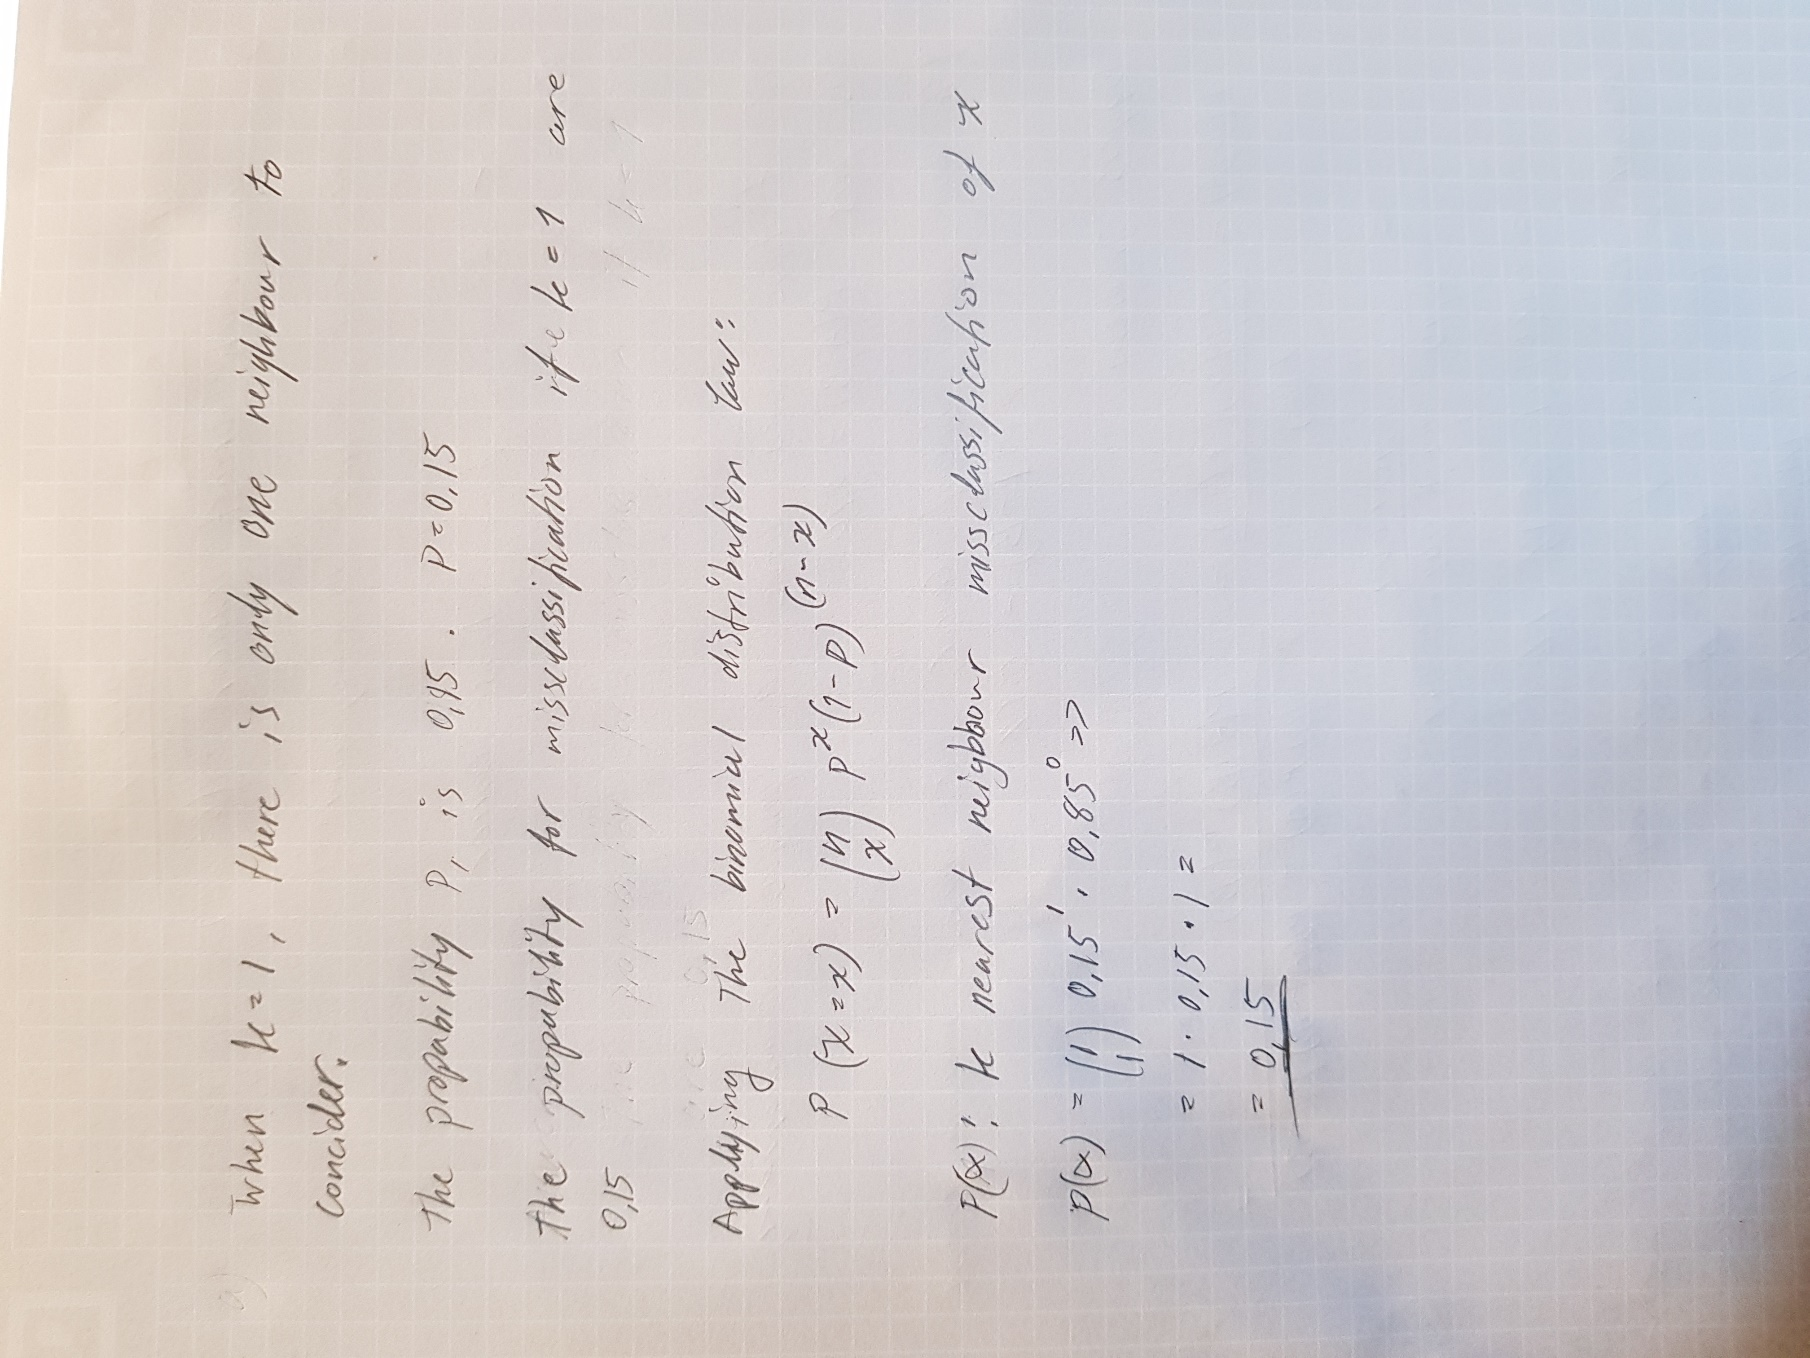 a) When k=1, there is only one neighbour to
concider.
The propability P, is 0,15. P=0,15
The propability for missclassification if k=1 are
0,15
Applying The binomial distribution law:
P(x=x) = (n x) P^x (1-P)^(n-x)
P(x): k nearest neigbbour missclassification of x
P(x) = (1 1) 0,15^1 · 0,85^0 =>
= 1 · 0,15 · 1 =
= 0,15